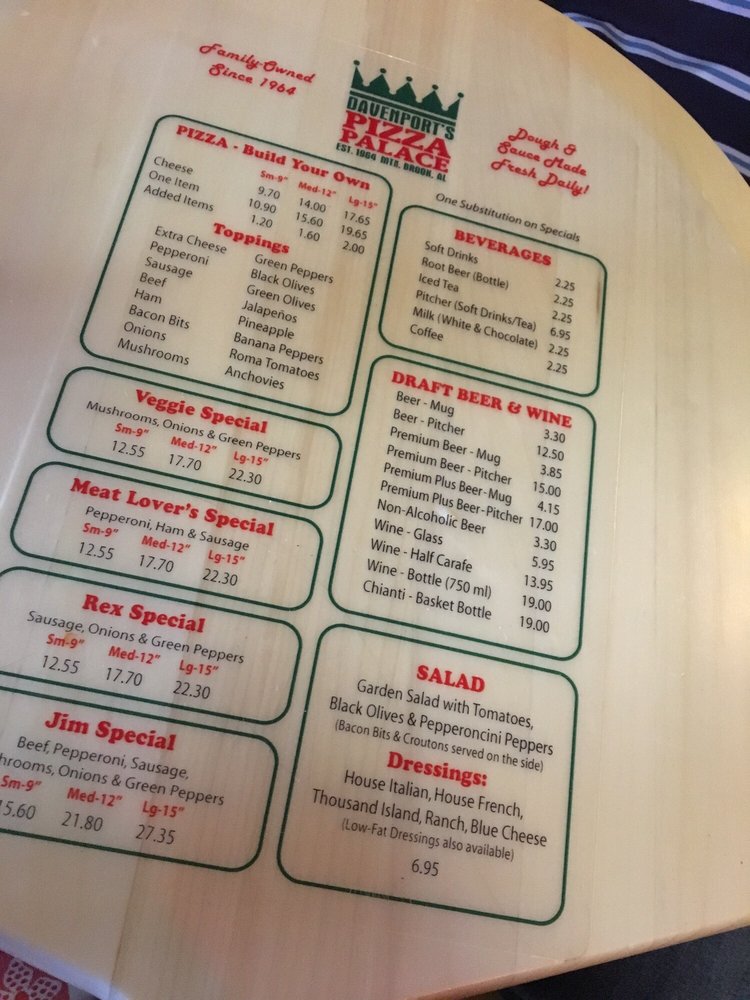 Family-Owned
Since 1964
DAVENPORT'S
PIZZA
PALACE
EST. 1964 MTN. BROOK, AL
Dough &
Sauce Made
Fresh Daily!
One Substitution on Specials
PIZZA - Build Your Own
Sm-9" Med-12" Lg-15"
Cheese 9.70 14.00 17.65
One Item 10.90 15.60 19.65
Added Items 1.20 1.60 2.00
Toppings
Extra Cheese Green Peppers
Pepperoni Black Olives
Sausage Green Olives
Beef Jalapeños
Ham Pineapple
Bacon Bits Banana Peppers
Onions Roma Tomatoes
Mushrooms Anchovies
Veggie Special
Mushrooms, Onions & Green Peppers
Sm-9" Med-12" Lg-15"
12.55 17.70 22.30
Meat Lover's Special
Pepperoni, Ham & Sausage
Sm-9" Med-12" Lg-15"
12.55 17.70 22.30
Rex Special
Sausage, Onions & Green Peppers
Sm-9" Med-12" Lg-15"
12.55 17.70 22.30
Jim Special
Beef, Pepperoni, Sausage,
hrooms, Onions & Green Peppers
Sm-9" Med-12" Lg-15"
5.60 21.80 27.35
BEVERAGES
Soft Drinks 2.25
Root Beer (Bottle) 2.25
Iced Tea 2.25
Pitcher (Soft Drinks/Tea) 6.95
Milk (White & Chocolate) 2.25
Coffee 2.25
DRAFT BEER & WINE
Beer - Mug 3.30
Beer - Pitcher 12.50
Premium Beer - Mug 3.85
Premium Beer - Pitcher 15.00
Premium Plus Beer-Mug 4.15
Premium Plus Beer-Pitcher 17.00
Non-Alcoholic Beer 3.30
Wine - Glass 5.95
Wine - Half Carafe 13.95
Wine - Bottle (750 ml) 19.00
Chianti - Basket Bottle 19.00
SALAD
Garden Salad with Tomatoes,
Black Olives & Pepperoncini Peppers
(Bacon Bits & Croutons served on the side)
Dressings:
House Italian, House French,
Thousand Island, Ranch, Blue Cheese
(Low-Fat Dressings also available)
6.95